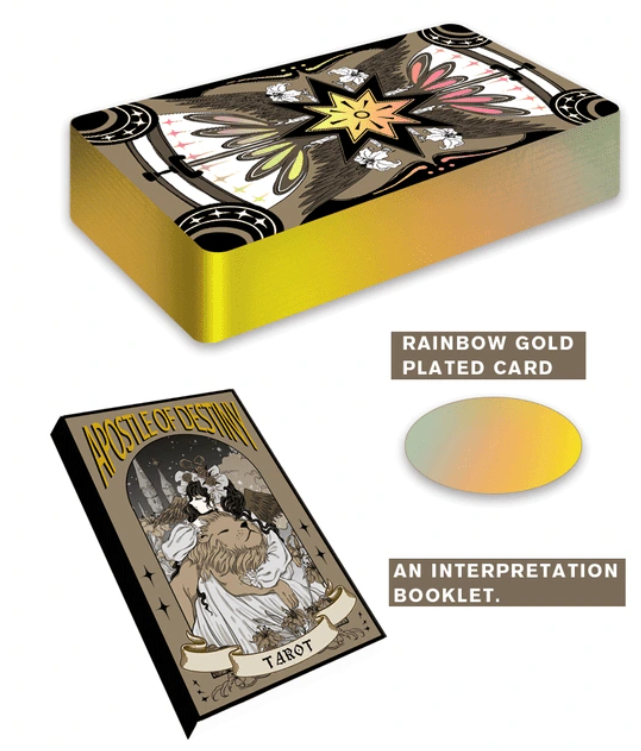 RAINBOW GOLD
PLATED CARD
APOSTLE OF DESTINY
AN INTERPRETATION
BOOKLET.
TAROT